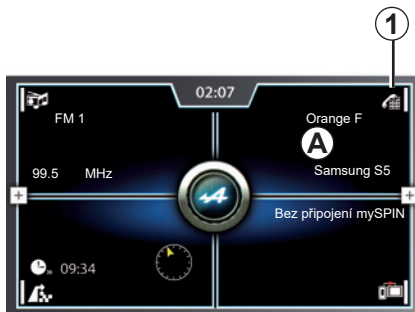 1
02:07
FM 1
Orange F
A
99.5 MHz
Samsung S5
Bez připojení mySPIN
09:34